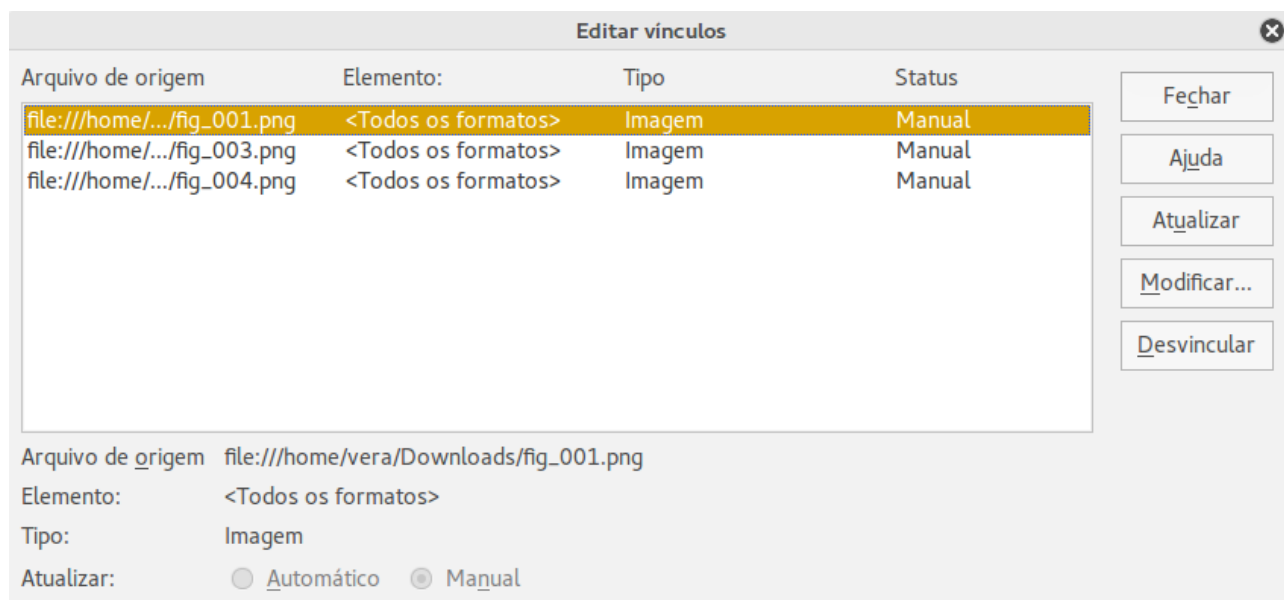 Editar vínculos
Arquivo de origem Elemento: Tipo Status
file:///home/.../fig_001.png <Todos os formatos> Imagem Manual
file:///home/.../fig_003.png <Todos os formatos> Imagem Manual
file:///home/.../fig_004.png <Todos os formatos> Imagem Manual
Fechar
Ajuda
Atualizar
Modificar...
Desvincular
Arquivo de origem file:///home/vera/Downloads/fig_001.png
Elemento: <Todos os formatos>
Tipo: Imagem
Atualizar: Automático Manual